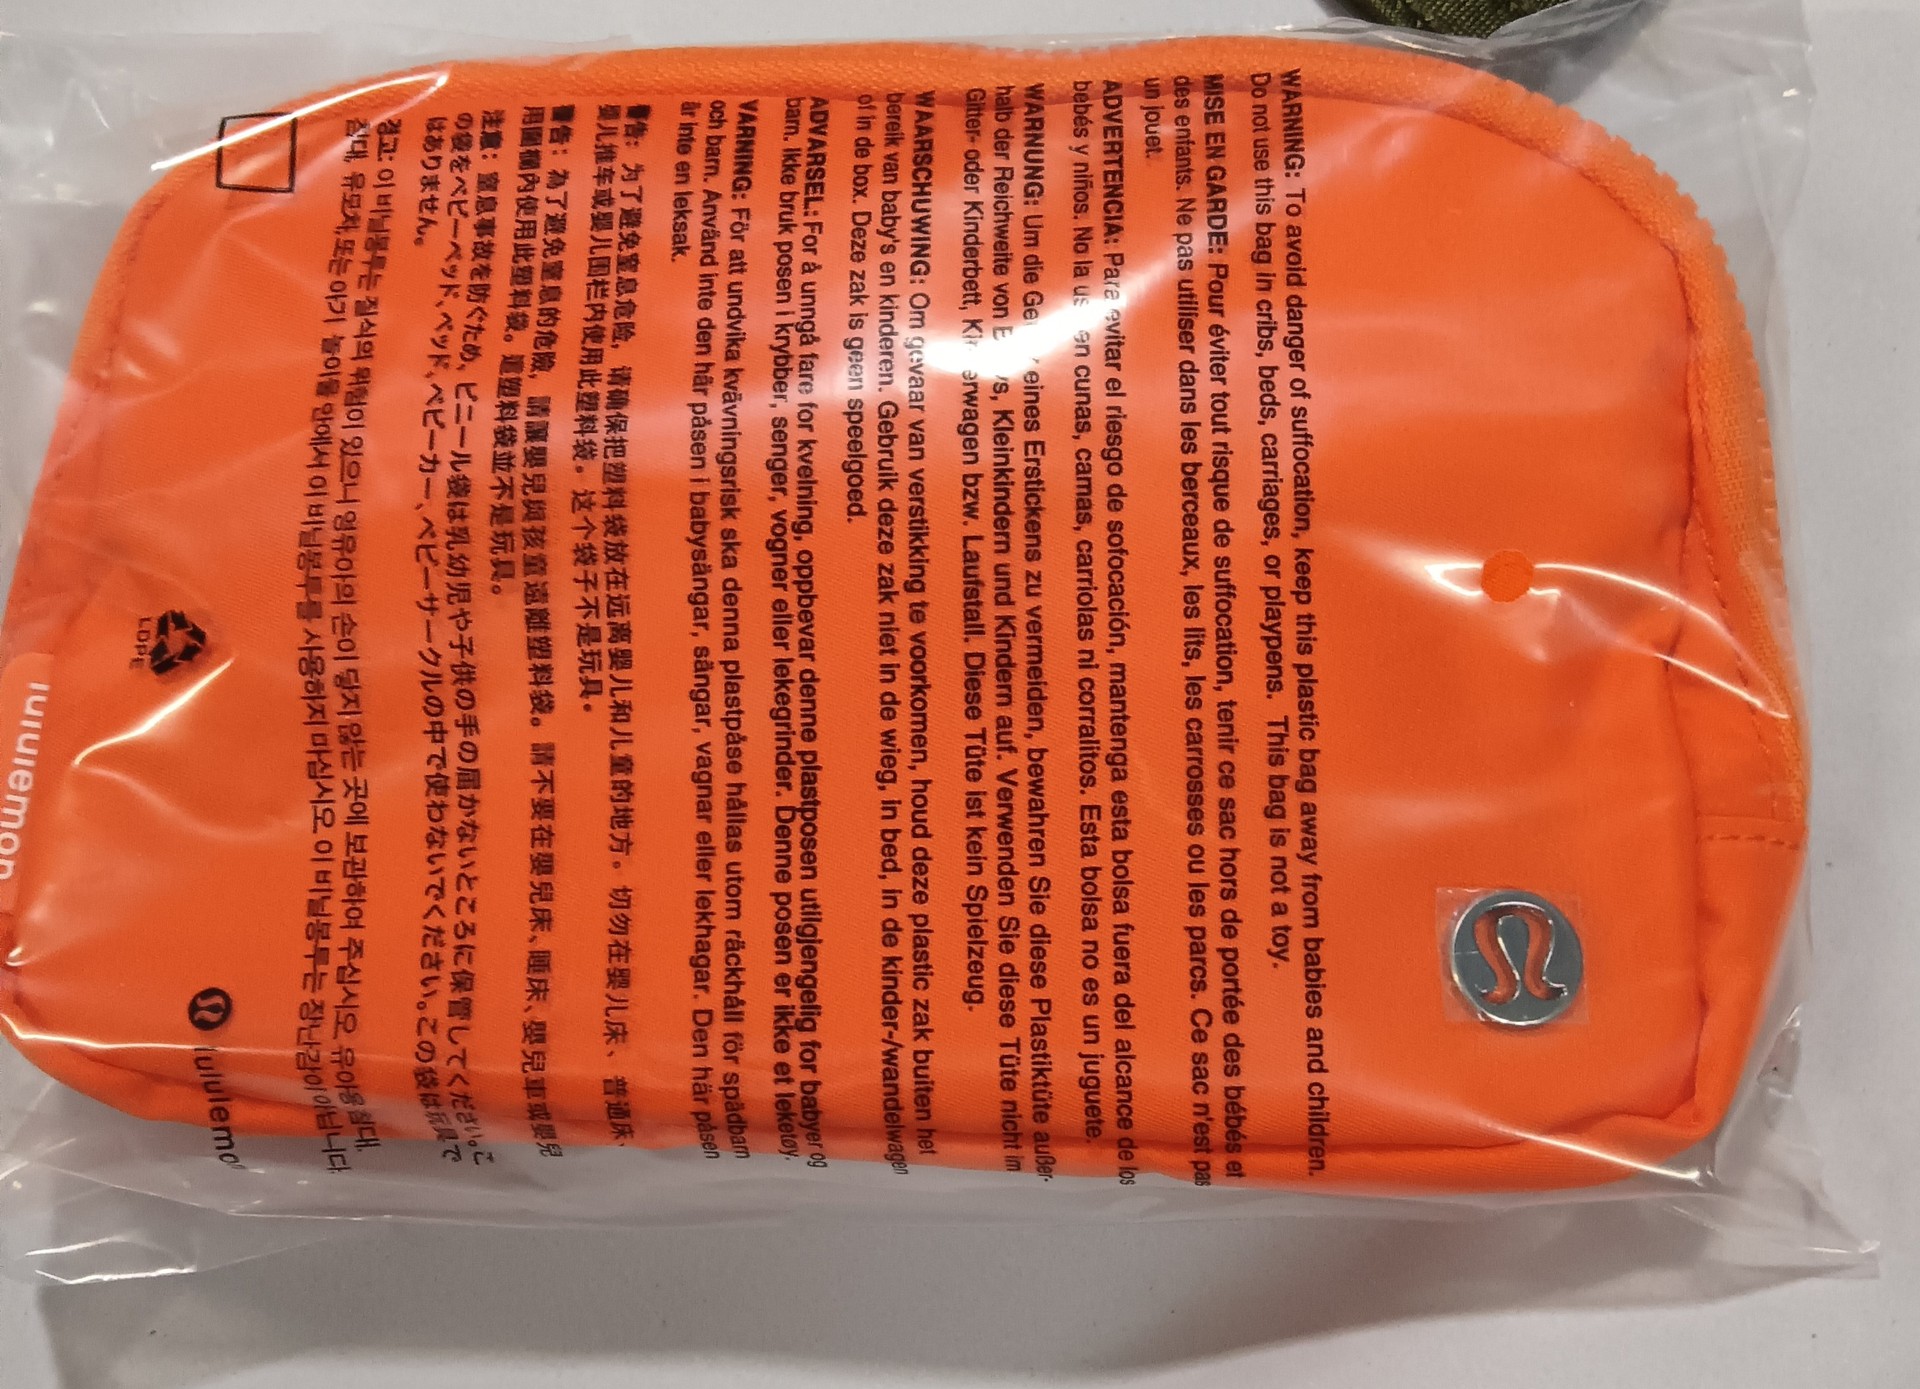 WARNING: To avoid danger of suffocation, keep this plastic bag away from babies and children.
Do not use this bag in cribs, beds, carriages, or playpens. This bag is not a toy.
MISE EN GARDE: Pour éviter tout risque de suffocation, tenir ce sac hors de portée des bébés et
des enfants. Ne pas utiliser dans les berceaux, les lits, les carrosses ou les parcs. Ce sac n'est pas
un jouet.
ADVERTENCIA: Para evitar el riesgo de sofocación, mantenga esta bolsa fuera del alcance de los
bebés y niños. No la en cunas, camas, carriolas ni corralitos. Esta bolsa no es un juguete.
WARNUNG: Um die eines Erstickens zu vermeiden, bewahren Sie diese Plastiktüte außer-
halb der Reichweite von Kleinkindern und Kindern auf. Verwenden Sie diese Tüte nicht im
Gitter- oder Kinderbett, bzw. Laufstall. Diese Tüte ist kein Spielzeug.
WAARSCHUWING: Om gevaar van verstikking te voorkomen, houd deze plastic zak buiten het
bereik van baby's en kinderen. Gebruik deze zak niet in de wieg, in bed, in de kinder-/wandelwagen
of in de box. Deze zak is geen speelgoed.
ADVARSEL: For å unngå fare for kvelning, oppbevar denne plastposen utilgjengelig for babyer og
barn. Ikke bruk posen i krybber, senger, vogner eller lekegrinder. Denne posen er ikke et leketøy.
VARNING: För att undvika kvävningsrisk ska denna plastpåse hållas utom räckhåll för spädbarn
och barn. Använd inte den här påsen i babysängar, sängar, vagnar eller lekhagar. Den här påsen
är inte en leksak.
警告: 为了避免窒息危险, 请确保把塑料袋放在远离婴儿和儿童的地方。切勿在婴儿床、普通床、
婴儿推车或婴儿围栏内使用此塑料袋。这个袋子不是玩具。
警告: 為了避免窒息的危險, 請讓嬰兒與孩童遠離塑料袋。請不要在嬰兒床、睡床、嬰兒車或嬰兒
用圍欄內使用此塑料袋。這塑料袋並不是玩具。
注意: 窒息事故を防ぐため、ビニール袋は乳幼児や子供の手の届かないところに保管してください。こ
の袋をベビーベッド、ベッド、ベビーカー、ベビーサークルの中で使わないでください。この袋は玩具で
はありません。
경고: 이 비닐봉투는 질식의 위험이 있으니 영유아의 손이 닿지 않는 곳에 보관하여 주십시오. 유아용 침대,
침대, 유모차, 또는 아기 놀이울 안에서 이 비닐봉투를 사용하지 마십시오. 이 비닐봉투는 장난감이 아닙니다.
LDPE
lululemon
lululemon